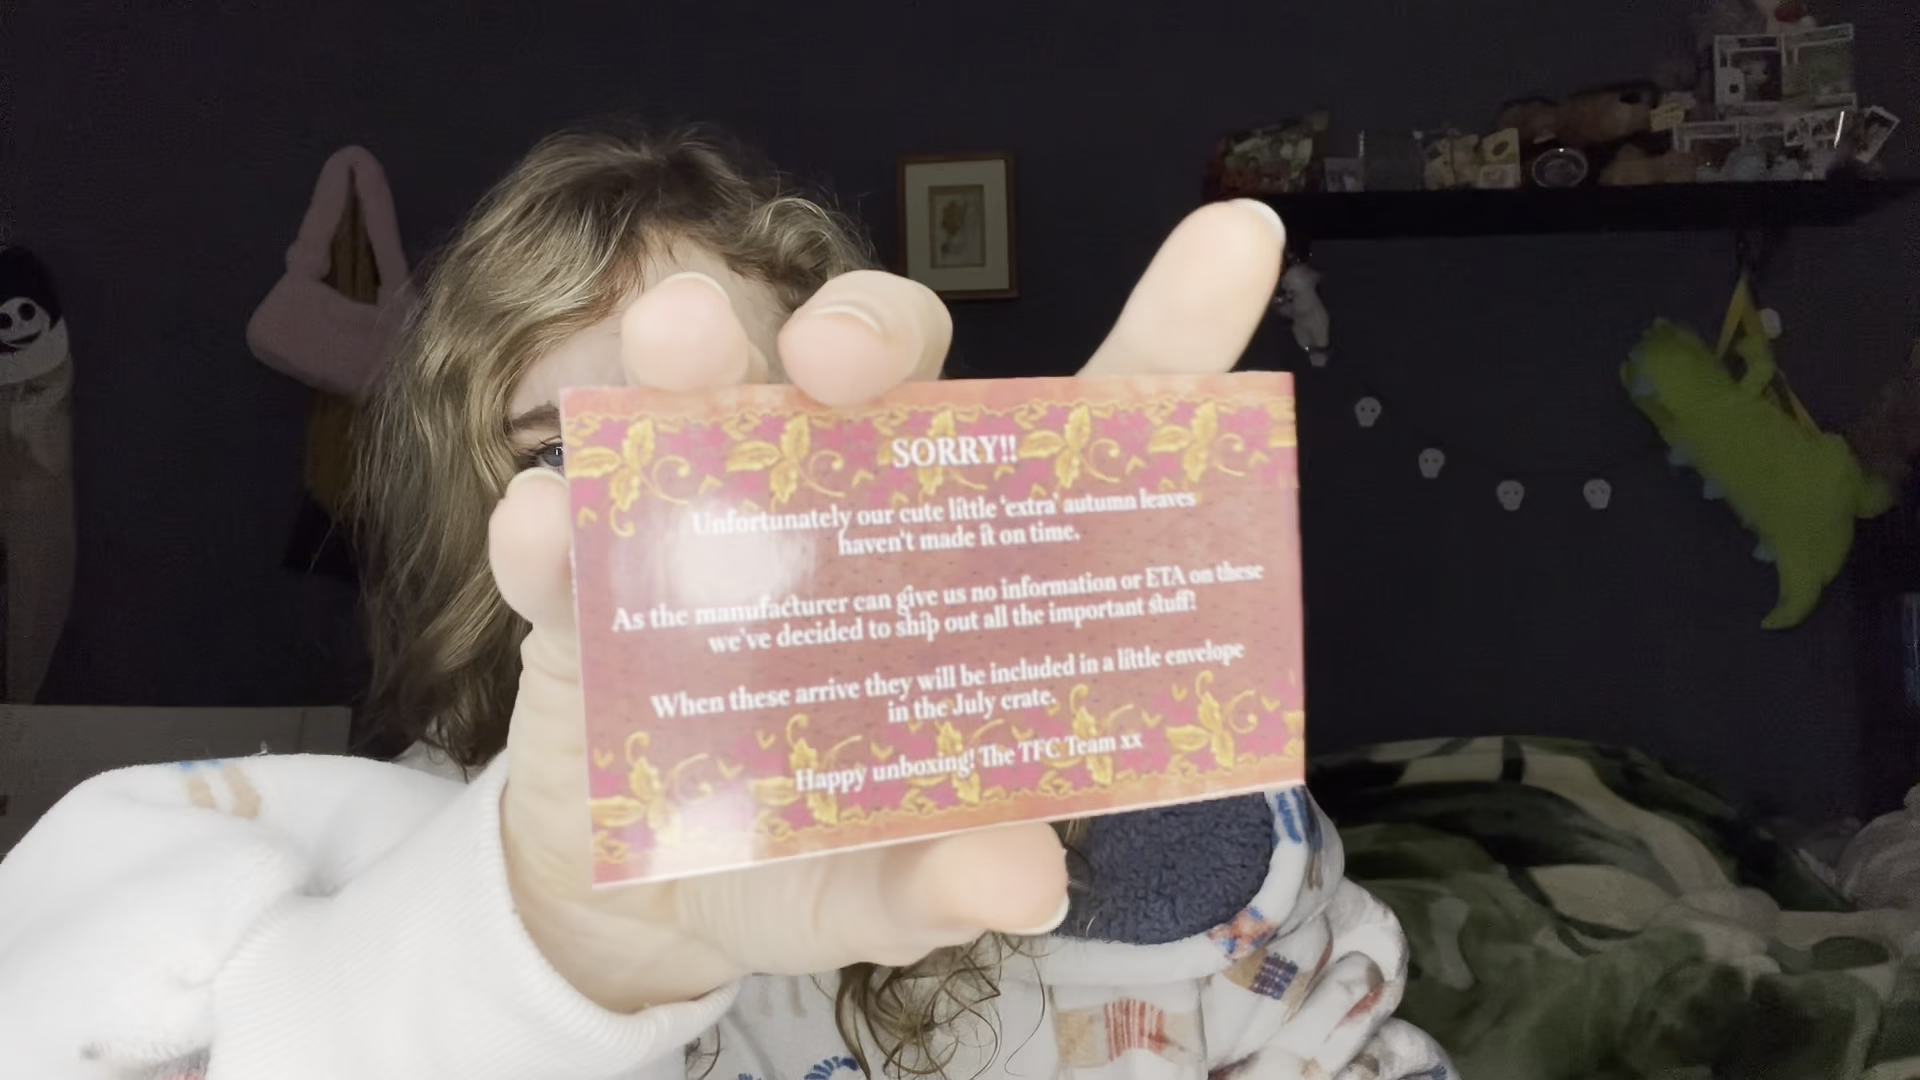 SORRY!!
Unfortunately our cute little 'extra' autumn leaves
haven't made it on time.
As the manufacturer can give us no information or ETA on these
we've decided to ship out all the important stuff!
When these arrive they will be included in a little envelope
in the July crate.
Happy unboxing! The TFC Team xx